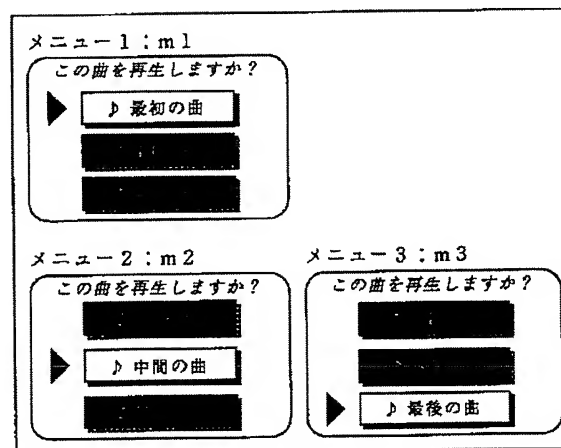 メニュー1:m1
この曲を再生しますか?
♪ 最初の曲
メニュー2:m2
この曲を再生しますか?
♪ 中間の曲
メニュー3:m3
この曲を再生しますか?
♪ 最後の曲